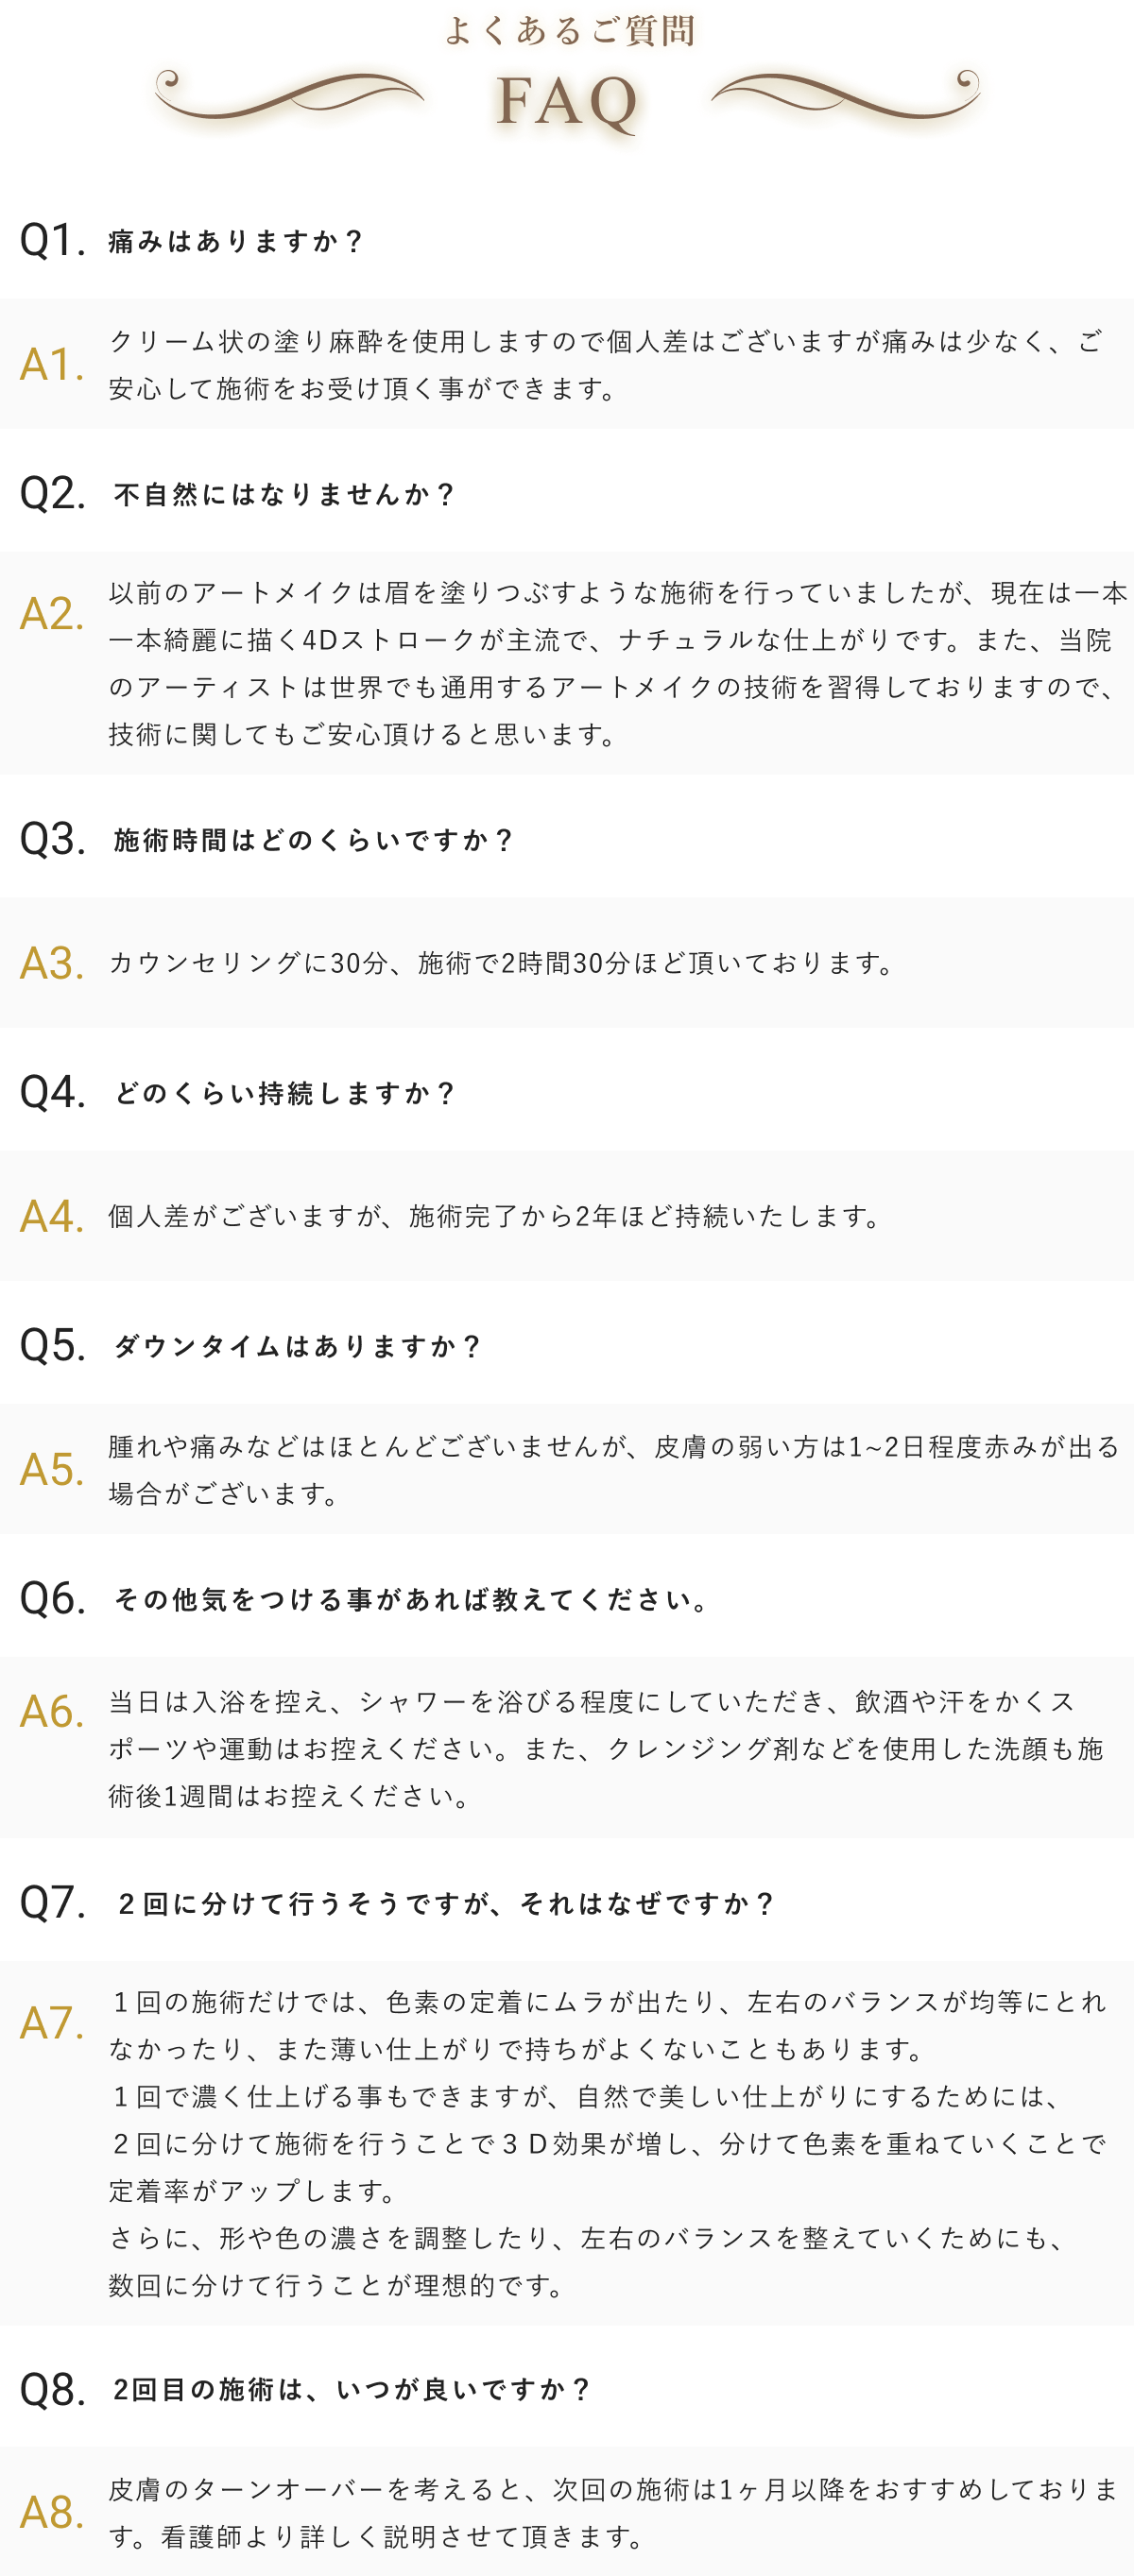 よくあるご質問
FAQ
Q1. 痛みはありますか？
A1. クリーム状の塗り麻酔を使用しますので個人差はございますが痛みは少なく、ご
安心して施術をお受け頂く事ができます。
Q2. 不自然にはなりませんか？
A2. 以前のアートメイクは眉を塗りつぶすような施術を行っていましたが、現在は一本
一本綺麗に描く4Dストロークが主流で、ナチュラルな仕上がりです。また、当院
のアーティストは世界でも通用するアートメイクの技術を習得しておりますので、
技術に関してもご安心頂けると思います。
Q3. 施術時間はどのくらいですか？
A3. カウンセリングに30分、施術で2時間30分ほど頂いております。
Q4. どのくらい持続しますか？
A4. 個人差がございますが、施術完了から2年ほど持続いたします。
Q5. ダウンタイムはありますか？
A5. 腫れや痛みなどはほとんどございませんが、皮膚の弱い方は1~2日程度赤みが出る
場合がございます。
Q6. その他気をつける事があれば教えてください。
A6. 当日は入浴を控え、シャワーを浴びる程度にしていただき、飲酒や汗をかくス
ポーツや運動はお控えください。また、クレンジング剤などを使用した洗顔も施
術後1週間はお控えください。
Q7. ２回に分けて行うそうですが、それはなぜですか？
A7. １回の施術だけでは、色素の定着にムラが出たり、左右のバランスが均等にとれ
なかったり、また薄い仕上がりで持ちがよくないこともあります。
１回で濃く仕上げる事もできますが、自然で美しい仕上がりにするためには、
２回に分けて施術を行うことで３Ｄ効果が増し、分けて色素を重ねていくことで
定着率がアップします。
さらに、形や色の濃さを調整したり、左右のバランスを整えていくためにも、
数回に分けて行うことが理想的です。
Q8. 2回目の施術は、いつが良いですか？
A8. 皮膚のターンオーバーを考えると、次回の施術は1ヶ月以降をおすすめしておりま
す。看護師より詳しく説明させて頂きます。